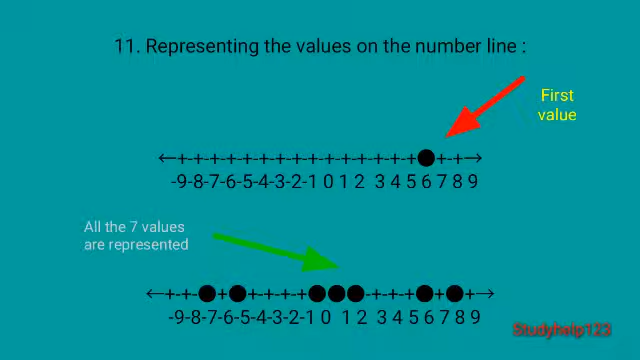 11. Representing the values on the number line :
First
value
←+-+-+-+-+-+-+-+-+-+-+-+-+-+-+-+●+-+→
-9-8-7-6-5-4-3-2-1 0 1 2 3 4 5 6 7 8 9
All the 7 values
are represented
←+-+-●+●+-+-+-+-●●●-+-+-+●+●+→
-9-8-7-6-5-4-3-2-1 0 1 2 3 4 5 6 7 8 9
Studyhelp123